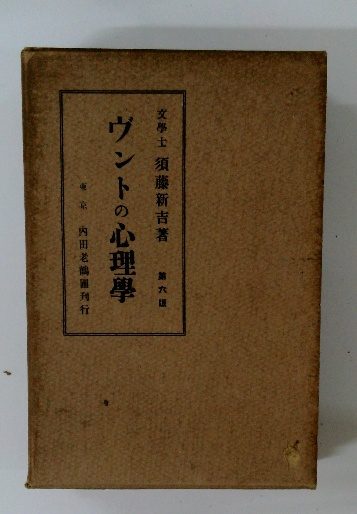 文學士 須藤新吉著 第六版
ヴントの心理學
東京 內田老鶴圃刊行